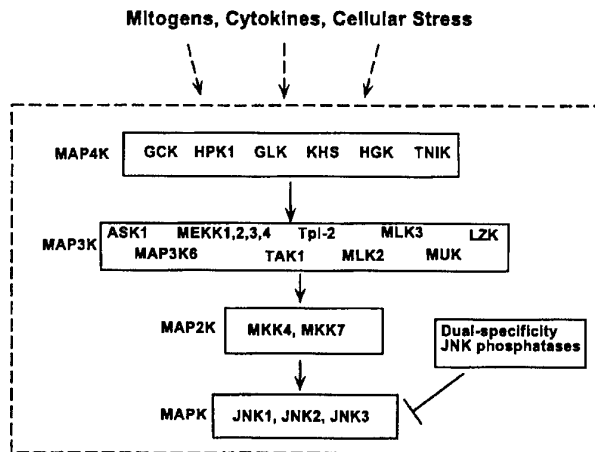 Mitogens, Cytokines, Cellular Stress
MAP4K
GCK HPK1 GLK KHS HGK TNIK
MAP3K
ASK1 MEKK1,2,3,4 Tpl-2 MLK3 LZK
MAP3K6 TAK1 MLK2 MUK
MAP2K
MKK4, MKK7
Dual-specificity
JNK phosphatases
MAPK
JNK1, JNK2, JNK3